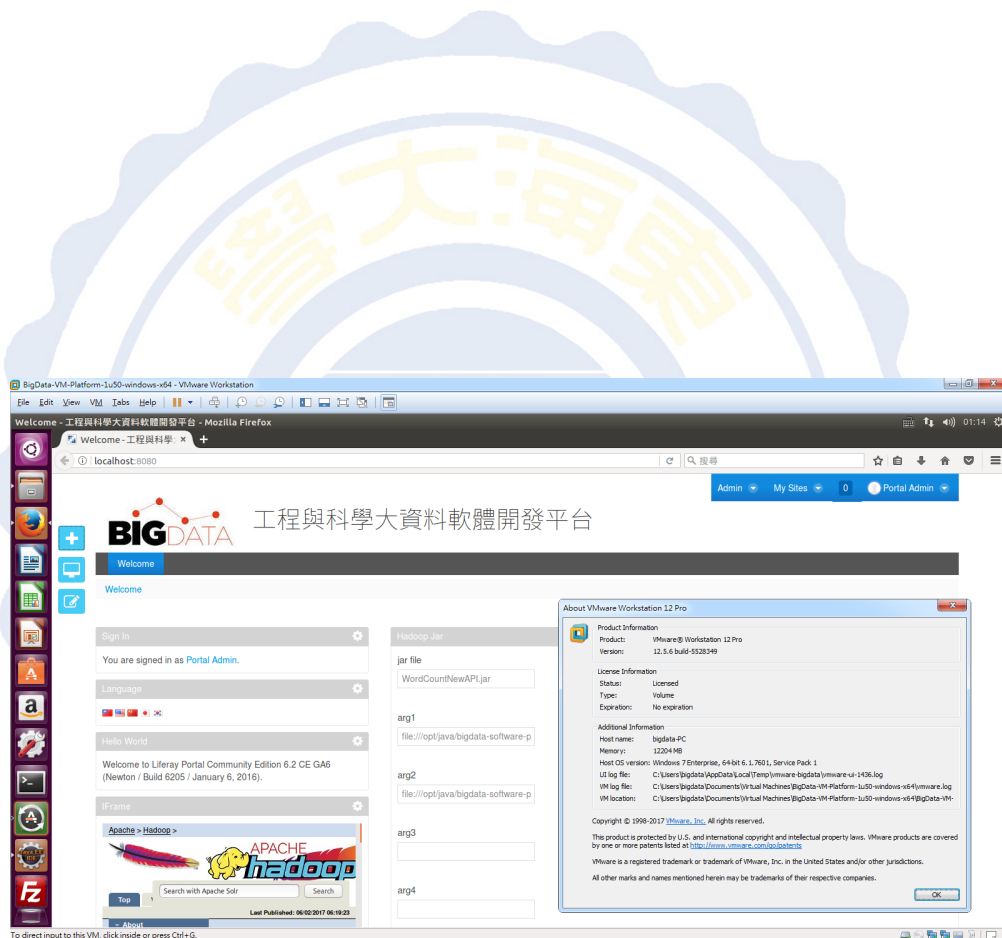 學大海東
BigData-VM-Platform-1u50-windows-x64 - VMware Workstation
File Edit View VM Tabs Help
Welcome - 工程與科學大資料軟體開發平台 - Mozilla Firefox
01:14
Welcome - 工程與科學
localhost:8080
搜尋
Admin My Sites 0 Portal Admin
BIGDATA 工程與科學大資料軟體開發平台
Welcome
Welcome
Sign In
You are signed in as Portal Admin.
Language
Hello World
Welcome to Liferay Portal Community Edition 6.2 CE GA6
(Newton / Build 6205 / January 6, 2016).
IFrame
Apache > Hadoop >
APACHE
hadoop
Search with Apache Solr Search
Top
Last Published: 06/02/2017 06:19:23
About
Hadoop Jar
jar file
WordCountNewAPI.jar
arg1
file:///opt/java/bigdata-software-p
arg2
file:///opt/java/bigdata-software-p
arg3
arg4
About VMware Workstation 12 Pro
Product Information
Product: VMware® Workstation 12 Pro
Version: 12.5.6 build-5528349
License Information
Status: Licensed
Type: Volume
Expiration: No expiration
Additional Information
Host name: bigdata-PC
Memory: 12204 MB
Host OS version: Windows 7 Enterprise, 64-bit 6.1.7601, Service Pack 1
UI log file: C:\Users\bigdata\AppData\Local\Temp\vmware-bigdata\vmware-ui-1436.log
VM log file: C:\Users\bigdata\Documents\Virtual Machines\BigData-VM-Platform-1u50-windows-x64\vmware.log
VM location: C:\Users\bigdata\Documents\Virtual Machines\BigData-VM-Platform-1u50-windows-x64\BigData-VM-
Copyright © 1998-2017 VMware, Inc. All rights reserved.
This product is protected by U.S. and international copyright and intellectual property laws. VMware products are covered
by one or more patents listed at http://www.vmware.com/go/patents
VMware is a registered trademark or trademark of VMware, Inc. in the United States and/or other jurisdictions.
All other marks and names mentioned herein may be trademarks of their respective companies.
OK
To direct input to this VM, click inside or press Ctrl+G.